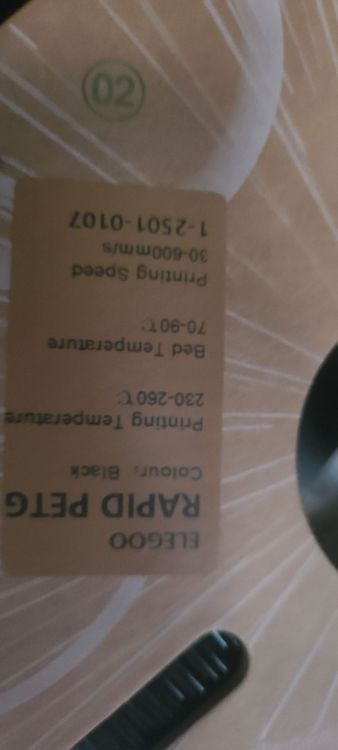 ELEGOO
RAPID PETG
Colour: Black
Printing Temperature
230-260℃
Bed Temperature
70-90℃
Printing Speed
30-600mm/s
1-2501-0107
02